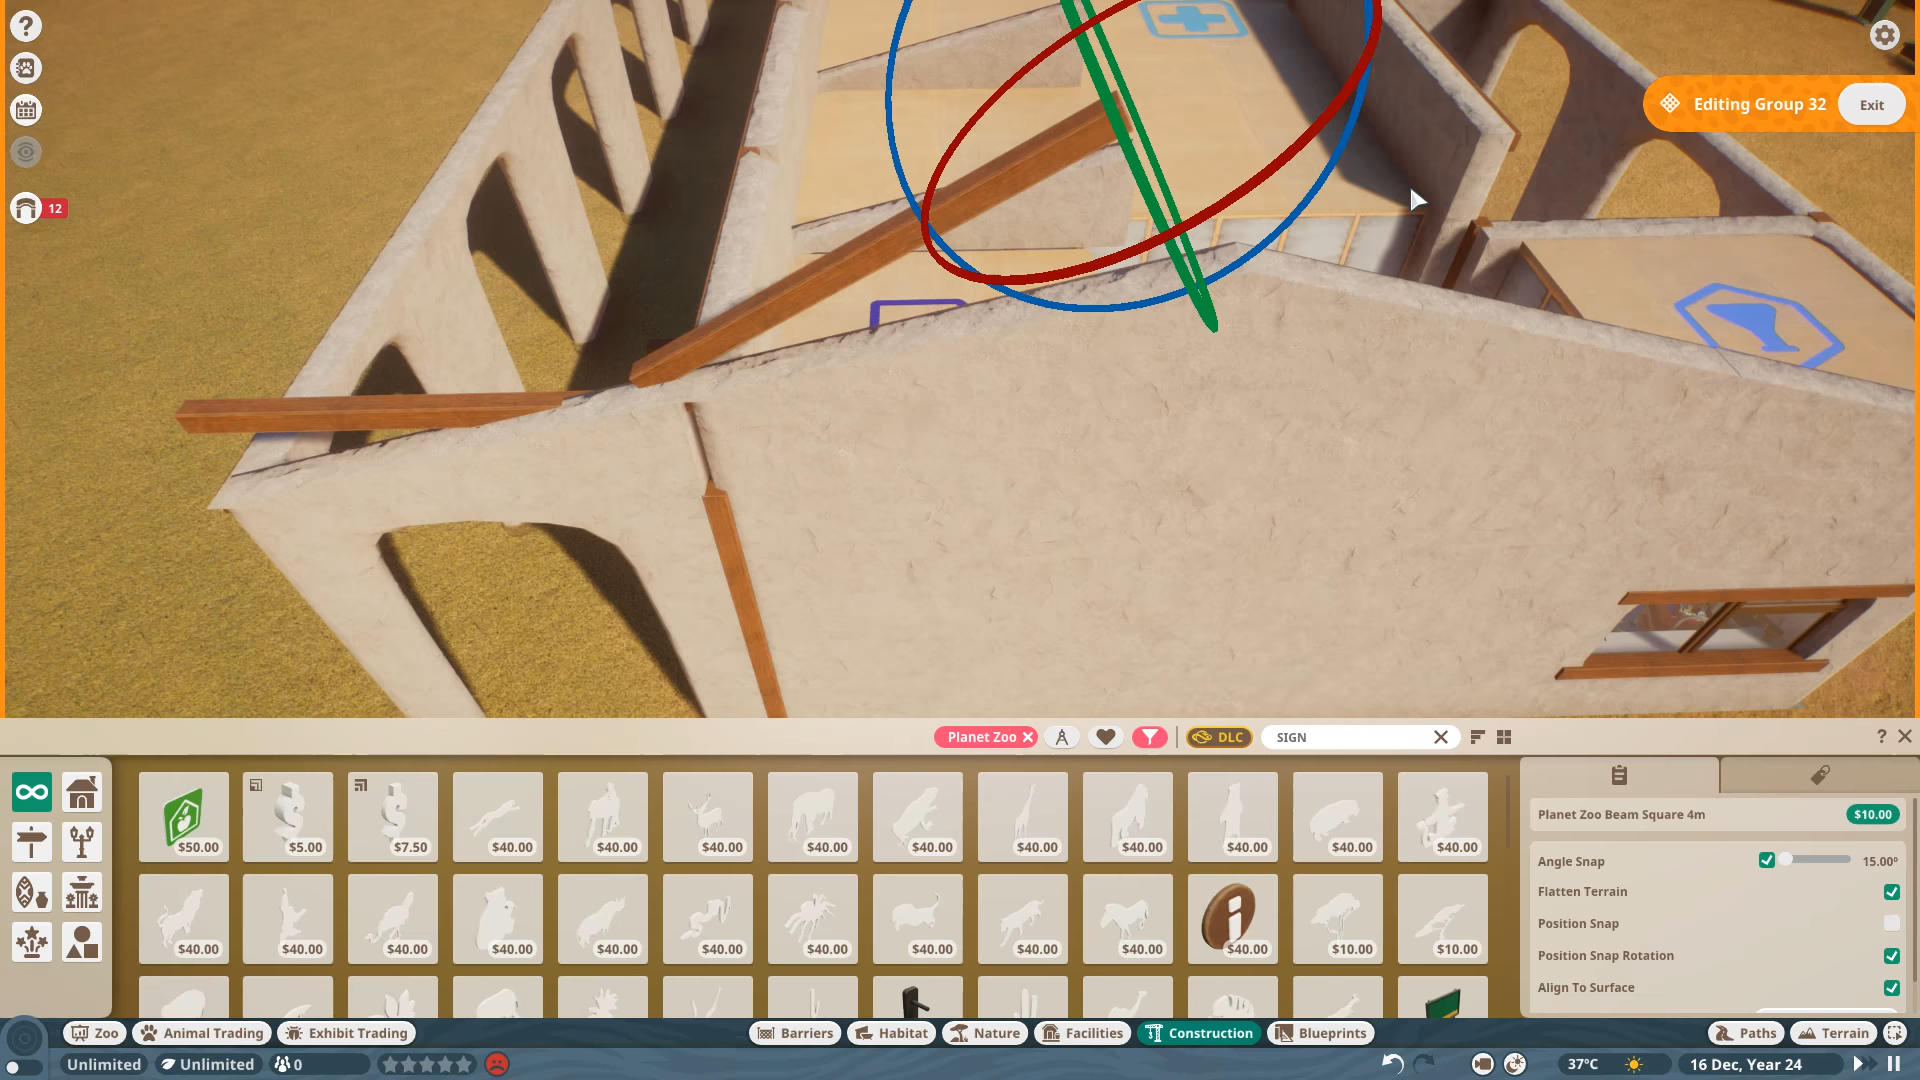 ?
Editing Group 32 Exit
12
Planet Zoo DLC SIGN ?
$50.00 $5.00 $7.50 $40.00 $40.00 $40.00 $40.00 $40.00 $40.00 $40.00 $40.00 $40.00 $40.00
$40.00 $40.00 $40.00 $40.00 $40.00 $40.00 $40.00 $40.00 $40.00 $40.00 $40.00 $10.00 $10.00
Planet Zoo Beam Square 4m $10.00
Angle Snap 15.00°
Flatten Terrain
Position Snap
Position Snap Rotation
Align To Surface
Zoo Animal Trading Exhibit Trading Barriers Habitat Nature Facilities Construction Blueprints Paths Terrain
Unlimited Unlimited 0 37°C 16 Dec, Year 24